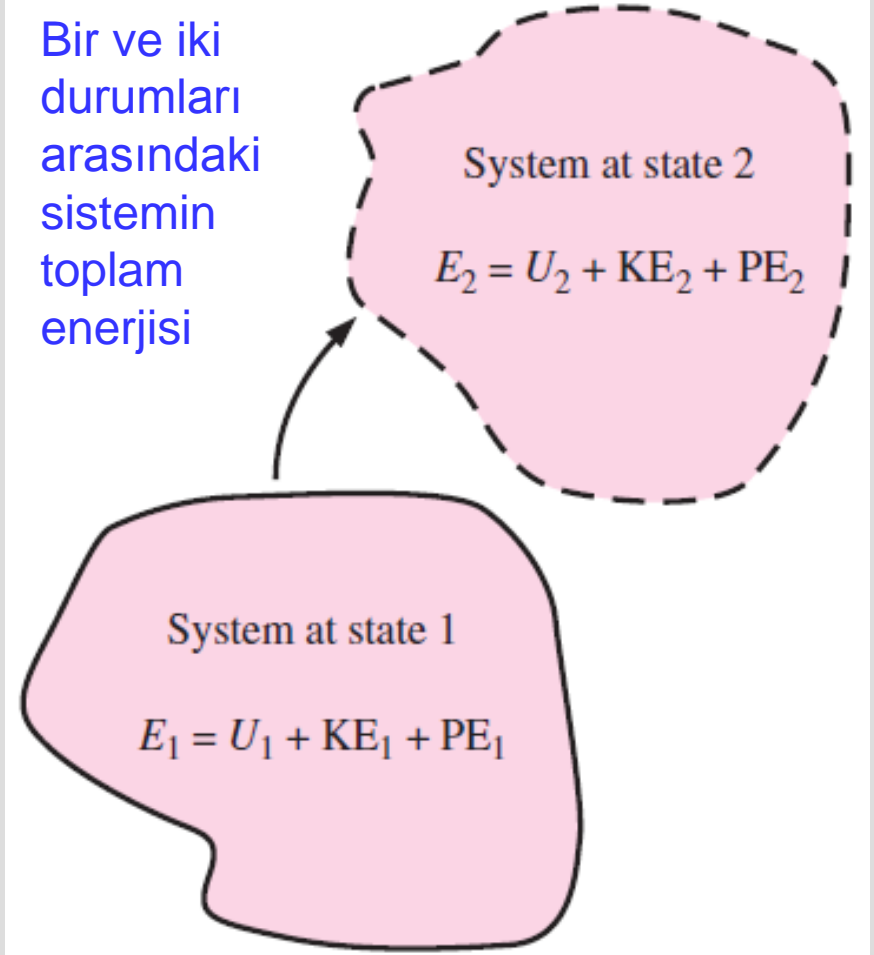 Bir ve iki
durumları
arasındaki
sistemin
toplam
enerjisi
System at state 2
E₂ = U₂ + KE₂ + PE₂
System at state 1
E₁ = U₁ + KE₁ + PE₁